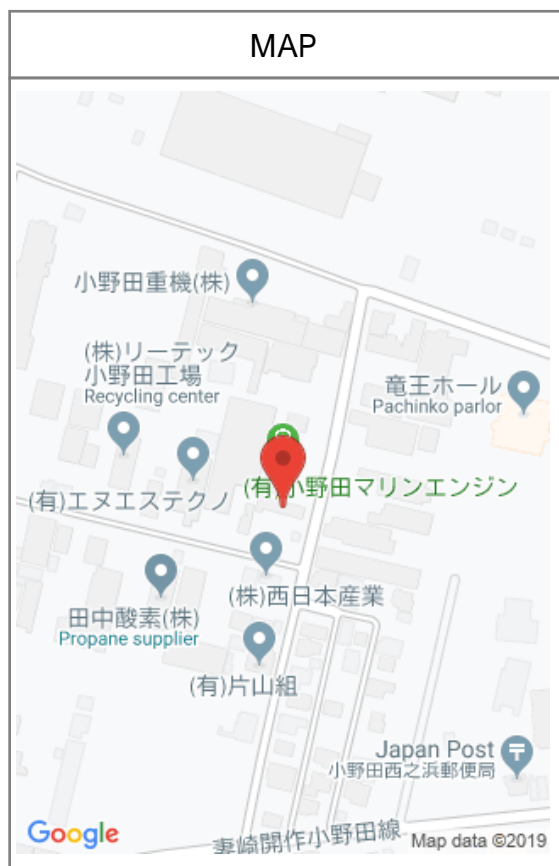 MAP
小野田重機(株)
(株)リーテック
小野田工場
Recycling center
竜王ホール
Pachinko parlor
(有)小野田マリンエンジン
(有)エヌエステクノ
(株)西日本産業
田中酸素(株)
Propane supplier
(有)片山組
Japan Post
小野田西之浜郵便局
妻崎開作小野田線
Google
Map data ©2019